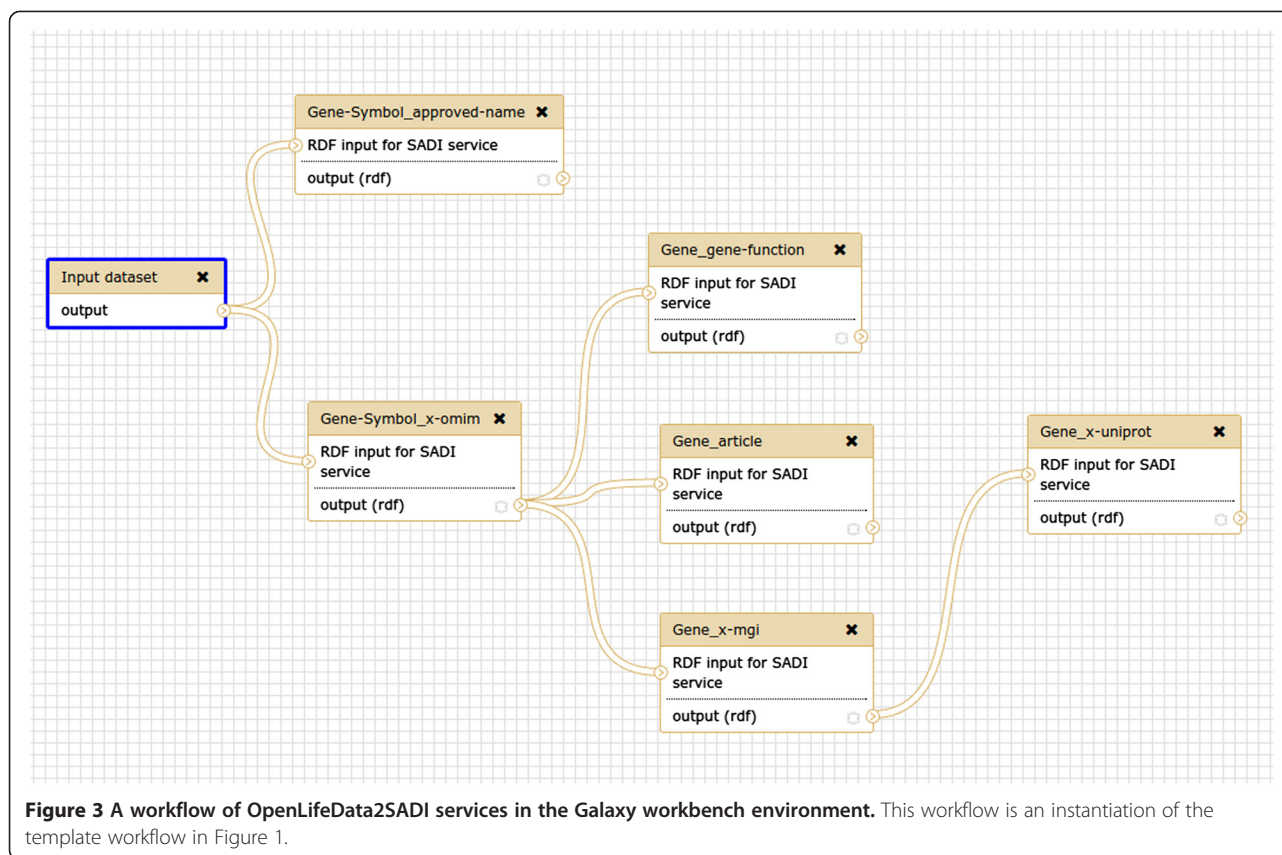 Gene-Symbol_approved-name ✖
RDF input for SADI service
output (rdf)
Input dataset ✖
output
Gene_gene-function ✖
RDF input for SADI
service
output (rdf)
Gene-Symbol_x-omim ✖
RDF input for SADI
service
output (rdf)
Gene_article ✖
RDF input for SADI
service
output (rdf)
Gene_x-uniprot ✖
RDF input for SADI
service
output (rdf)
Gene_x-mgi ✖
RDF input for SADI
service
output (rdf)
Figure 3 A workflow of OpenLifeData2SADI services in the Galaxy workbench environment. This workflow is an instantiation of the
template workflow in Figure 1.